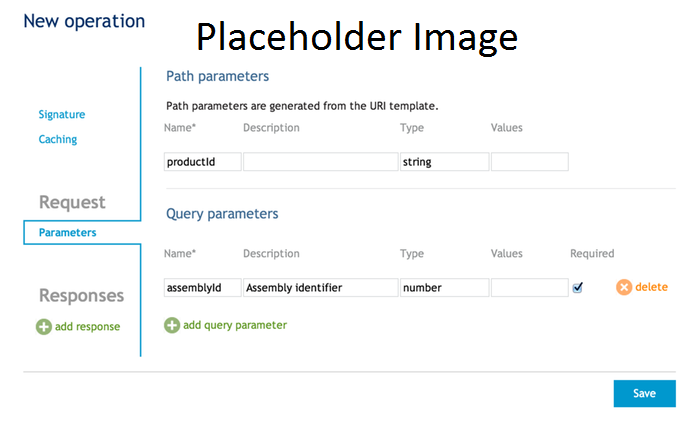 New operation
Placeholder Image
Signature
Caching
Request
Parameters
Responses
add response
Path parameters
Path parameters are generated from the URI template.
Name* Description Type Values
productId string
Query parameters
Name* Description Type Values Required
assemblyId Assembly identifier number delete
add query parameter
Save